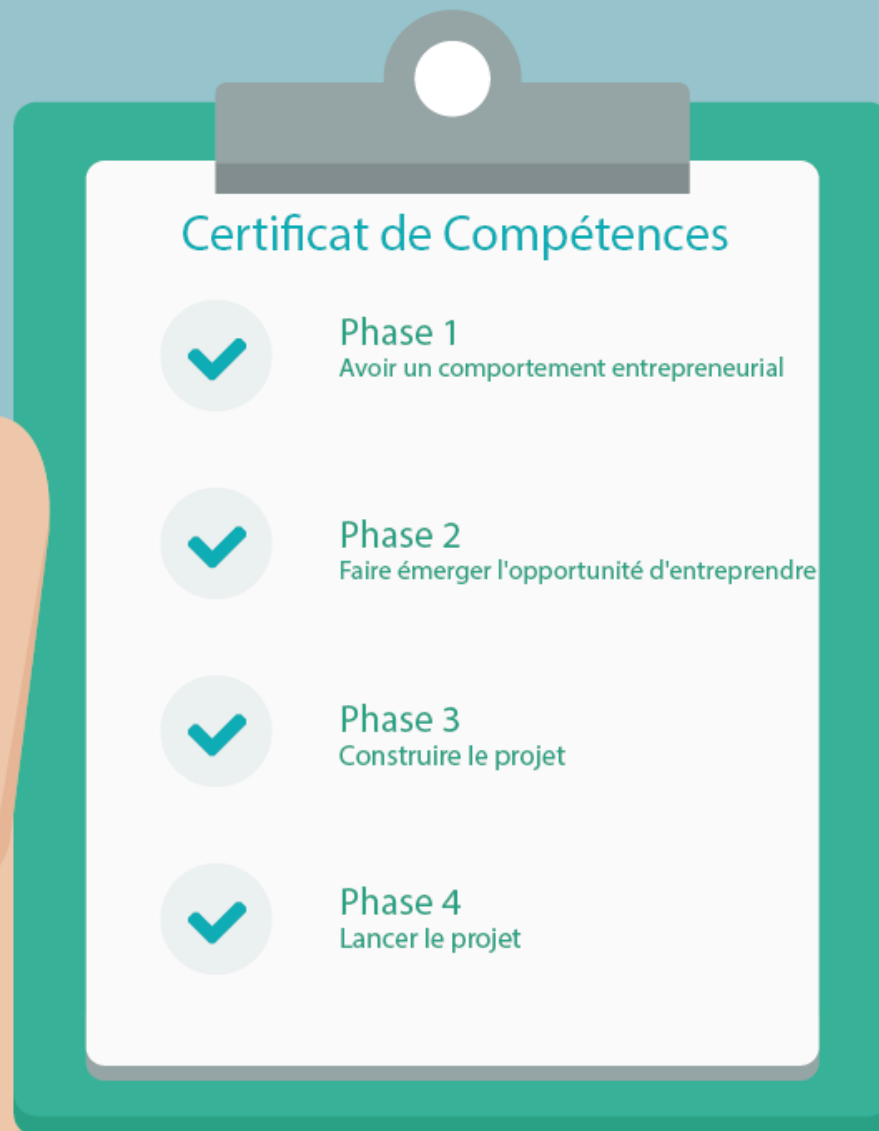 Certificat de Compétences
Phase 1
Avoir un comportement entrepreneurial
Phase 2
Faire émerger l'opportunité d'entreprendre
Phase 3
Construire le projet
Phase 4
Lancer le projet